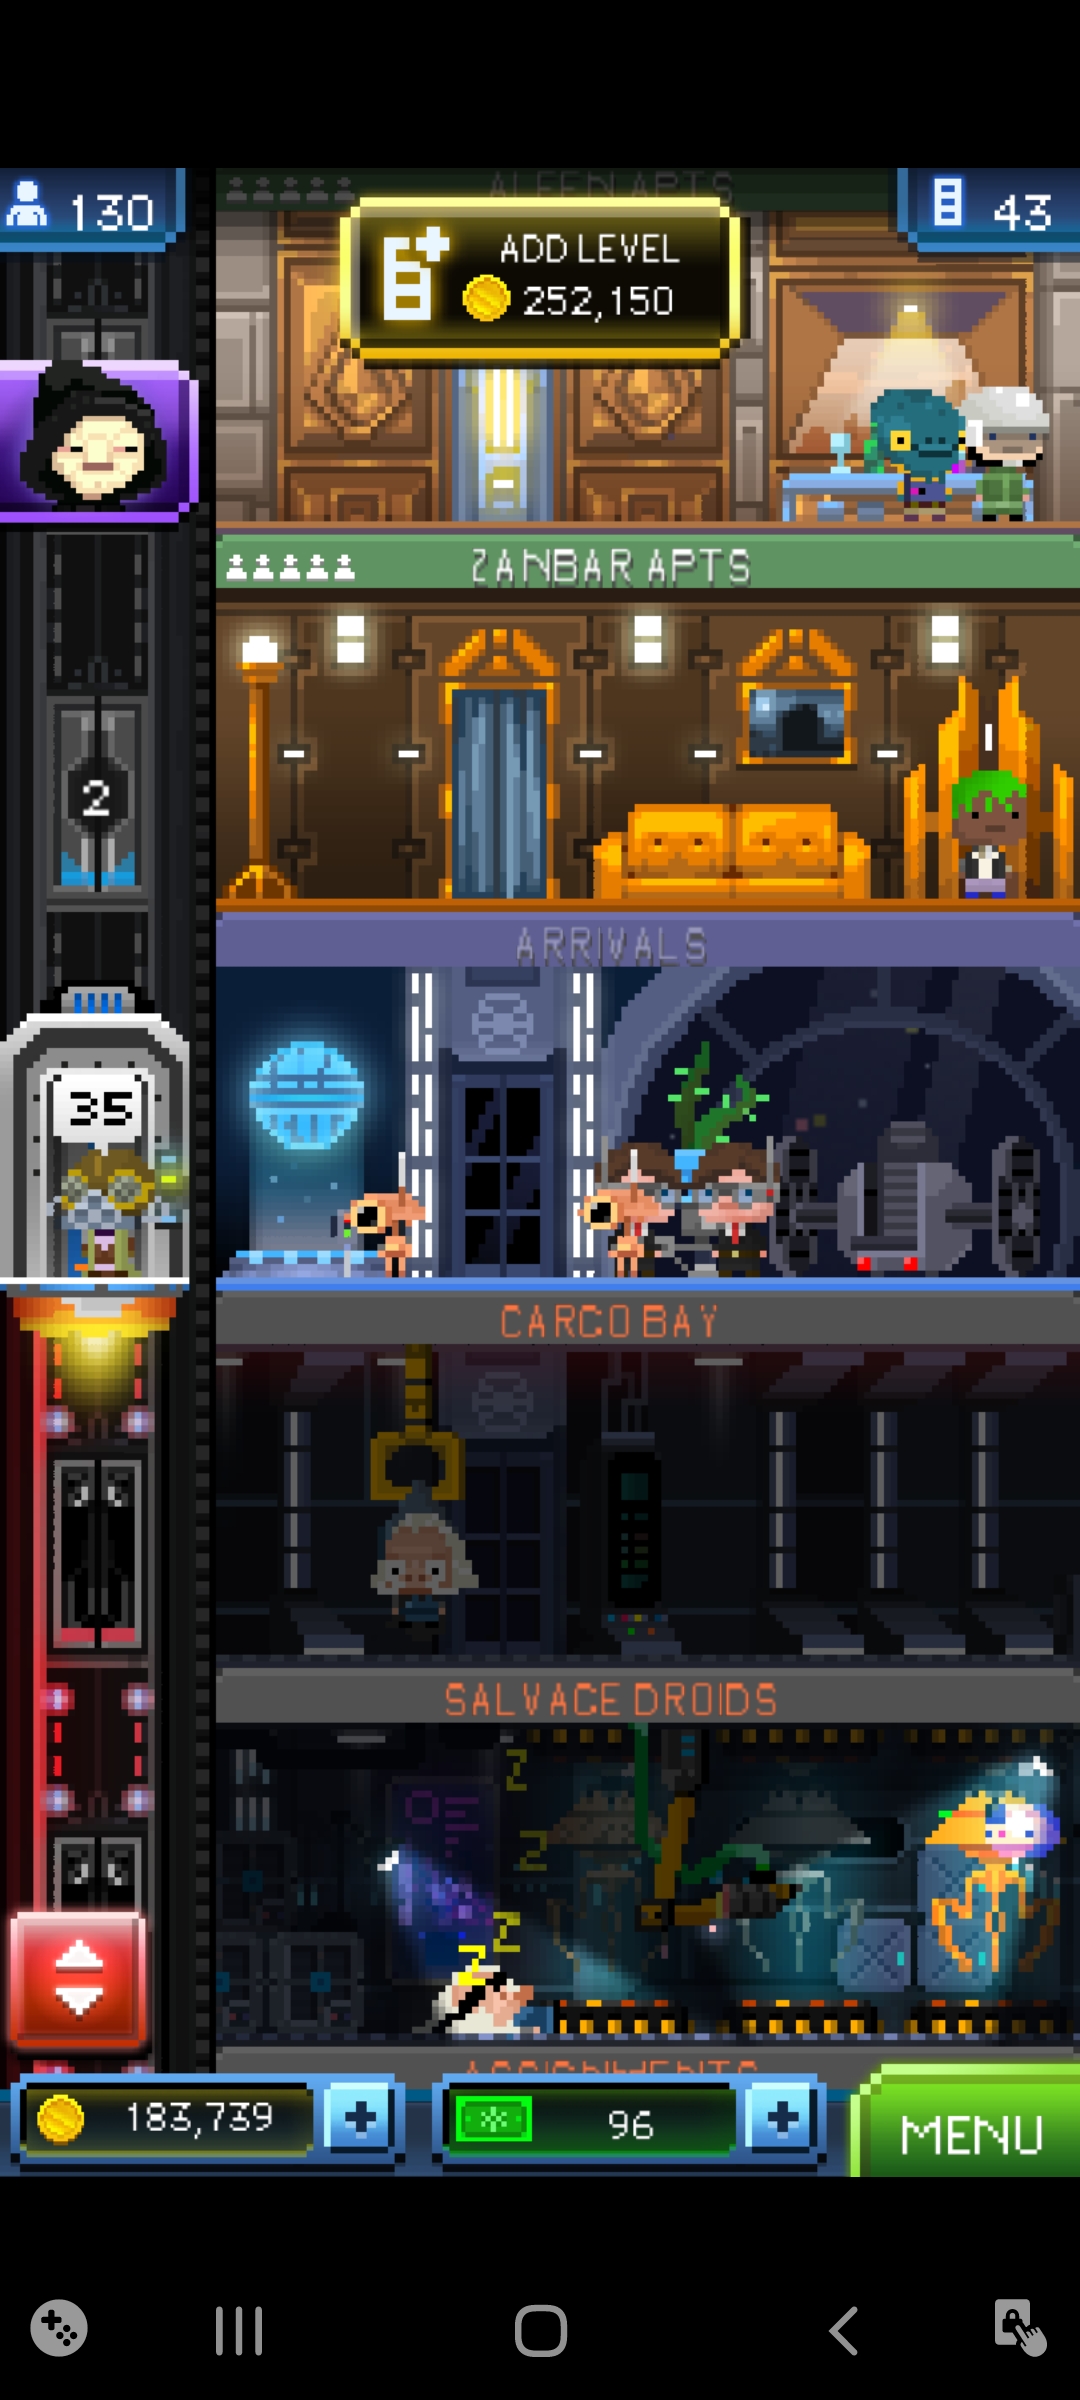 130
ALEEN APTS
43
ADD LEVEL
252,150
ZANBAR APTS
2
ARRIVALS
35
CARGO BAY
SALVAGE DROIDS
Z
Z
Z
Z
ASSIGNMENTS
183,739
96
MENU